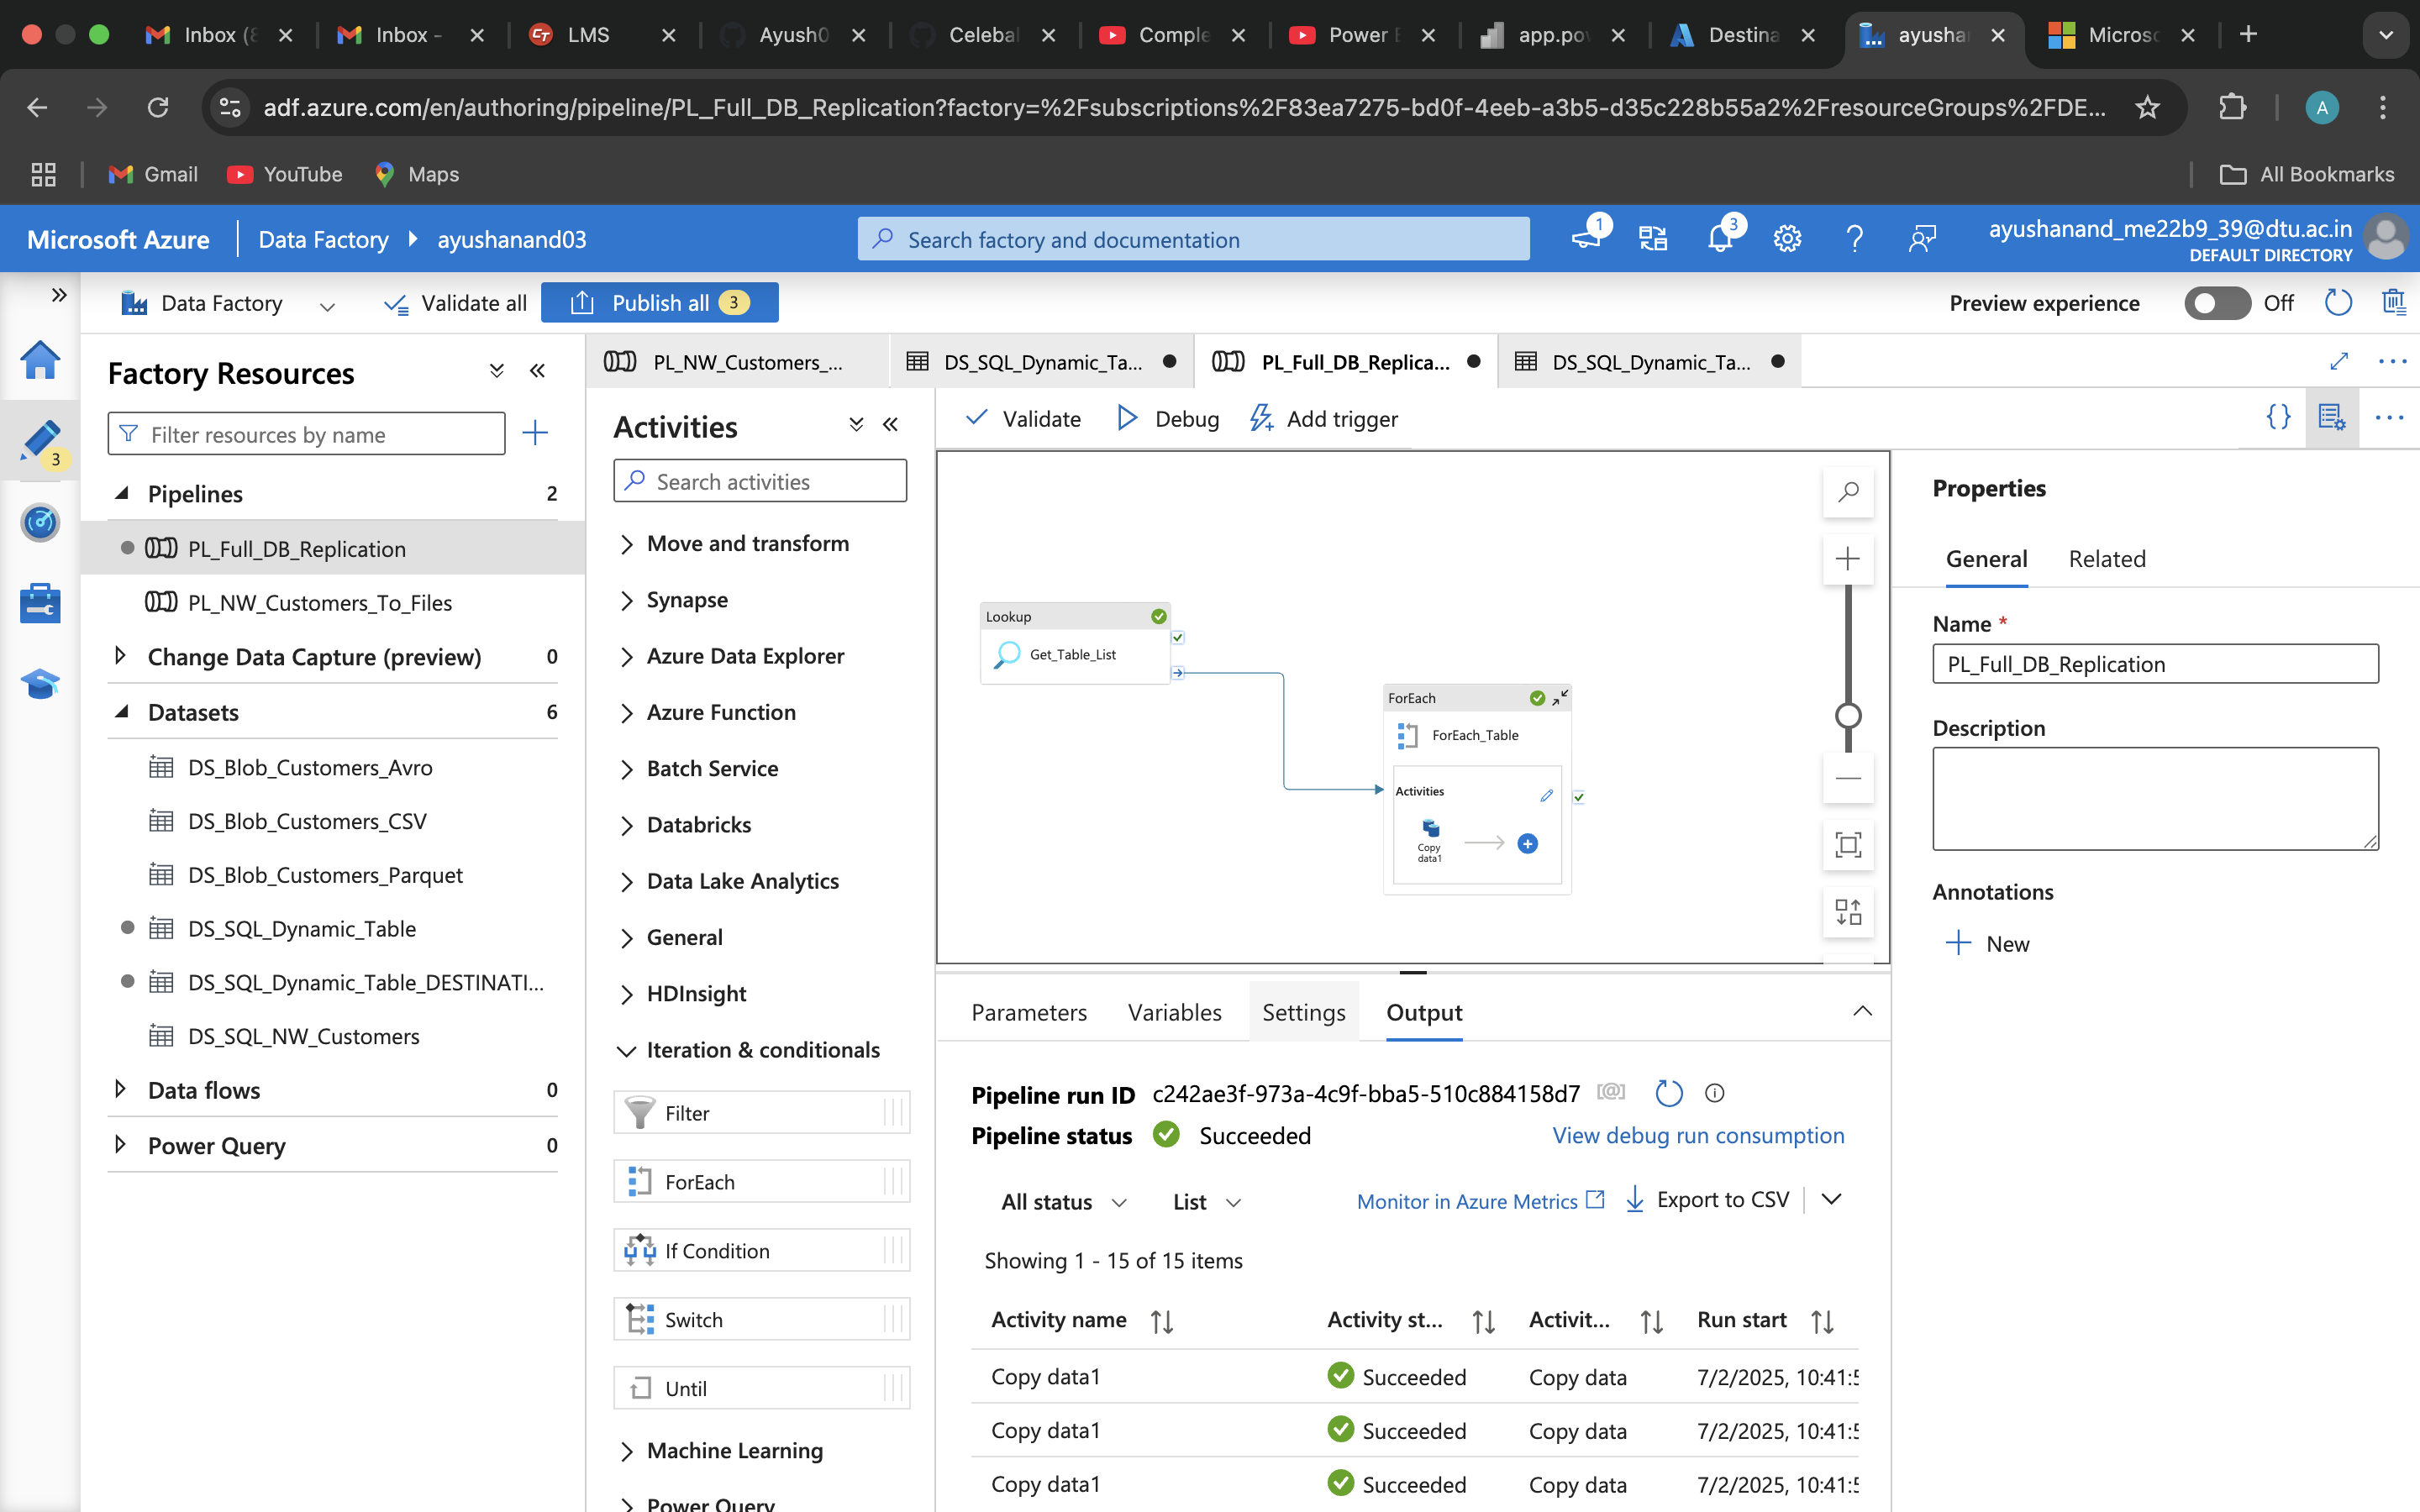 Inbox (8
Inbox -
LMS
Ayush0
Celebal
Comple
Power B
app.pov
Destina
ayushar
Microso
adf.azure.com/en/authoring/pipeline/PL_Full_DB_Replication?factory=%2Fsubscriptions%2F83ea7275-bd0f-4eeb-a3b5-d35c228b55a2%2FresourceGroups%2FDE...
A
Gmail
YouTube
Maps
All Bookmarks
Microsoft Azure
Data Factory
ayushanand03
Search factory and documentation
1
3
ayushanand_me22b9_39@dtu.ac.in
DEFAULT DIRECTORY
Data Factory
Validate all
Publish all 3
Preview experience
Off
3
Factory Resources
Filter resources by name
Pipelines 2
PL_Full_DB_Replication
PL_NW_Customers_To_Files
Change Data Capture (preview) 0
Datasets 6
DS_Blob_Customers_Avro
DS_Blob_Customers_CSV
DS_Blob_Customers_Parquet
DS_SQL_Dynamic_Table
DS_SQL_Dynamic_Table_DESTINATI...
DS_SQL_NW_Customers
Data flows 0
Power Query 0
PL_NW_Customers_...
DS_SQL_Dynamic_Ta...
PL_Full_DB_Replica...
DS_SQL_Dynamic_Ta...
Activities
Search activities
Move and transform
Synapse
Azure Data Explorer
Azure Function
Batch Service
Databricks
Data Lake Analytics
General
HDInsight
Iteration & conditionals
Filter
ForEach
If Condition
Switch
Until
Machine Learning
Power Query
Validate
Debug
Add trigger
Lookup
Get_Table_List
ForEach
ForEach_Table
Activities
Copy
data1
Parameters
Variables
Settings
Output
Pipeline run ID c242ae3f-973a-4c9f-bba5-510c884158d7
Pipeline status Succeeded
View debug run consumption
All status
List
Monitor in Azure Metrics
Export to CSV
Showing 1 - 15 of 15 items
Activity name Activity st... Activit... Run start
Copy data1 Succeeded Copy data 7/2/2025, 10:41:5
Copy data1 Succeeded Copy data 7/2/2025, 10:41:5
Copy data1 Succeeded Copy data 7/2/2025, 10:41:5
Properties
General
Related
Name *
PL_Full_DB_Replication
Description
Annotations
New